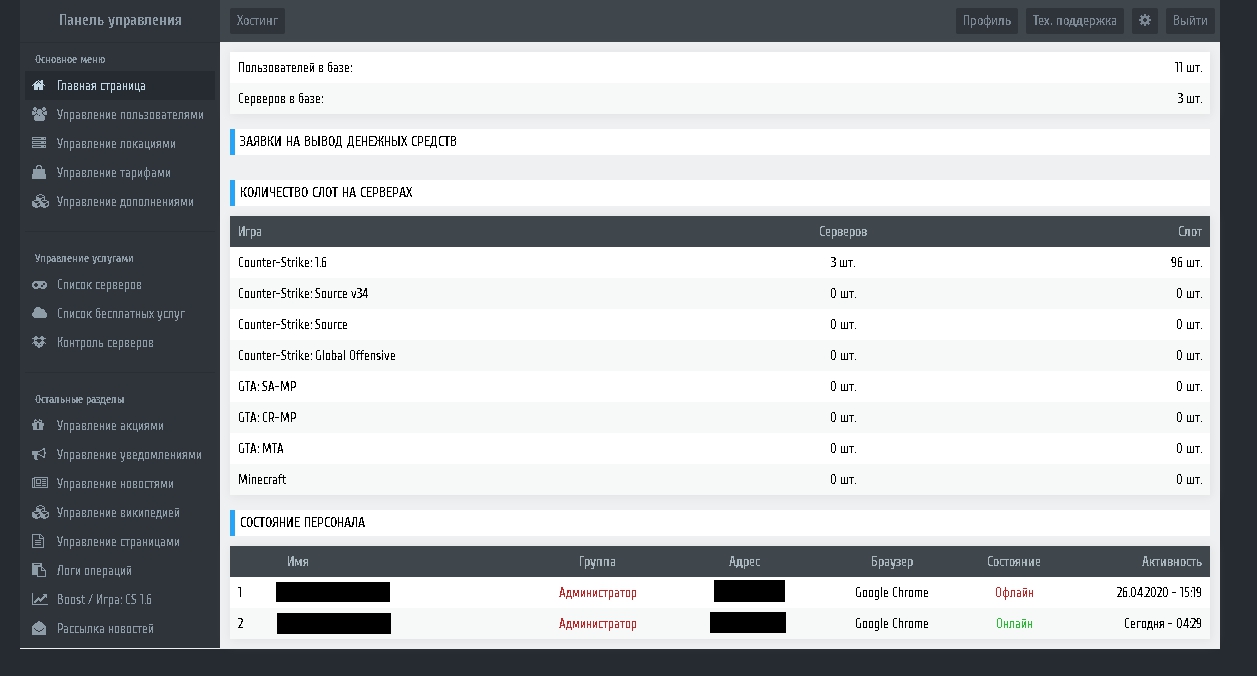 Панель управления
Хостинг
Профиль
Тех. поддержка
Выйти
Основное меню
Главная страница
Управление пользователями
Управление локациями
Управление тарифами
Управление дополнениями
Управление услугами
Список серверов
Список бесплатных услуг
Контроль серверов
Остальные разделы
Управление акциями
Управление уведомлениями
Управление новостями
Управление википедией
Управление страницами
Логи операций
Boost / Игра: CS 1.6
Рассылка новостей
Пользователей в базе: 11 шт.
Серверов в базе: 3 шт.
ЗАЯВКИ НА ВЫВОД ДЕНЕЖНЫХ СРЕДСТВ
КОЛИЧЕСТВО СЛОТ НА СЕРВЕРАХ
Игра Серверов Слот
Counter-Strike: 1.6 3 шт. 96 шт.
Counter-Strike: Source v34 0 шт. 0 шт.
Counter-Strike: Source 0 шт. 0 шт.
Counter-Strike: Global Offensive 0 шт. 0 шт.
GTA: SA-MP 0 шт. 0 шт.
GTA: CR-MP 0 шт. 0 шт.
GTA: MTA 0 шт. 0 шт.
Minecraft 0 шт. 0 шт.
СОСТОЯНИЕ ПЕРСОНАЛА
Имя Группа Адрес Браузер Состояние Активность
1 Администратор Google Chrome Офлайн 26.04.2020 - 15:19
2 Администратор Google Chrome Онлайн Сегодня - 04:29